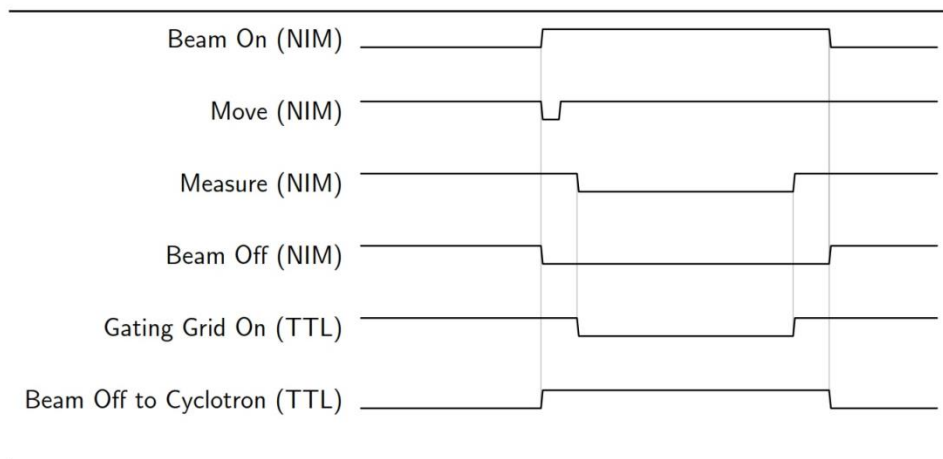 Beam On (NIM)
Move (NIM)
Measure (NIM)
Beam Off (NIM)
Gating Grid On (TTL)
Beam Off to Cyclotron (TTL)